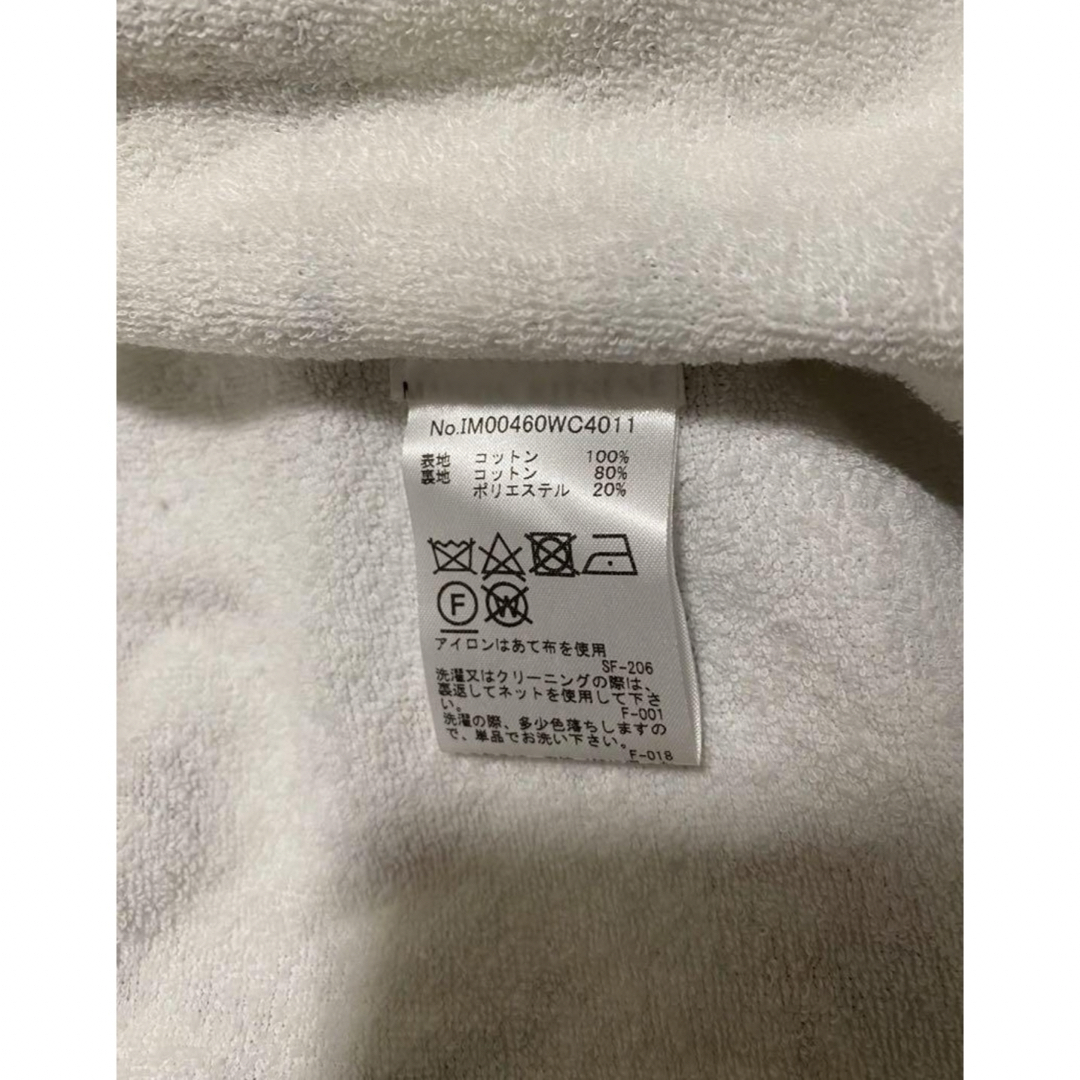 No.IM00460WC4011
表地 コットン 100%
裏地 コットン 80%
ポリエステル 20%
F W
アイロンはあて布を使用
SF-206
洗濯又はクリーニングの際は、
裏返してネットを使用して下さ
い。
F-001
洗濯の際、多少色落ちしますの
で、単品でお洗い下さい。
F-018